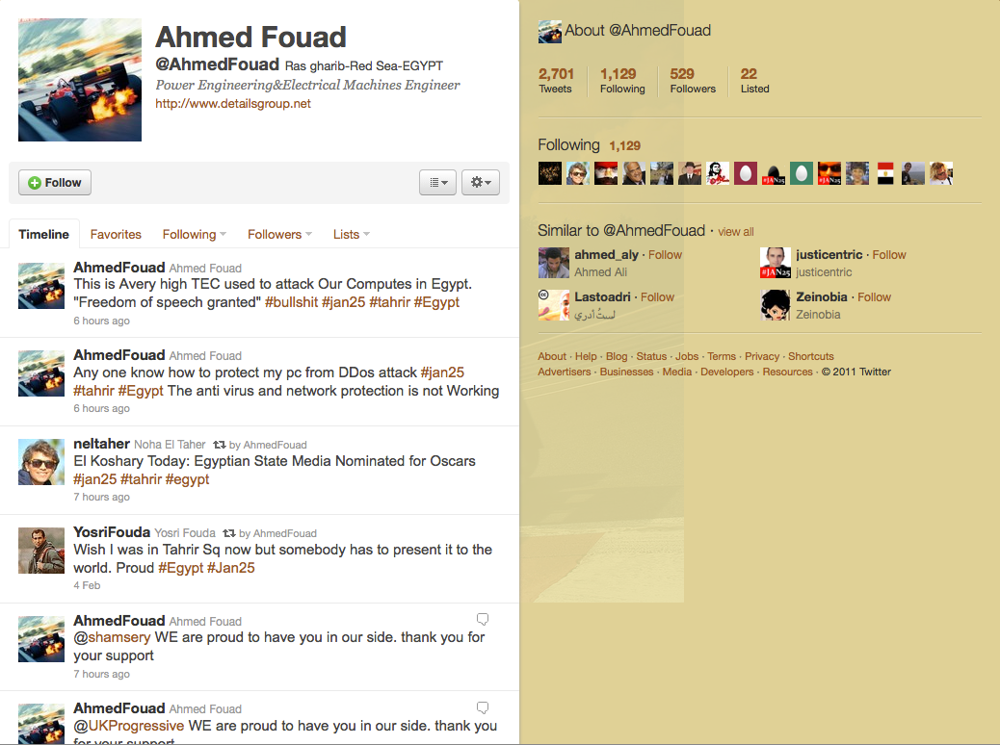 Ahmed Fouad
@AhmedFouad Ras gharib-Red Sea-EGYPT
Power Engineering&Electrical Machines Engineer
http://www.detailsgroup.net
Follow
Timeline Favorites Following Followers Lists
AhmedFouad Ahmed Fouad
This is Avery high TEC used to attack Our Computes in Egypt.
"Freedom of speech granted" #bullshit #jan25 #tahrir #Egypt
6 hours ago
AhmedFouad Ahmed Fouad
Any one know how to protect my pc from DDos attack #jan25
#tahrir #Egypt The anti virus and network protection is not Working
6 hours ago
neltaher Noha El Taher by AhmedFouad
El Koshary Today: Egyptian State Media Nominated for Oscars
#jan25 #tahrir #egypt
7 hours ago
YosriFouda Yosri Fouda by AhmedFouad
Wish I was in Tahrir Sq now but somebody has to present it to the
world. Proud #Egypt #Jan25
4 Feb
AhmedFouad Ahmed Fouad
@shamsery WE are proud to have you in our side. thank you for
your support
7 hours ago
AhmedFouad Ahmed Fouad
@UKProgressive WE are proud to have you in our side. thank you
for your support
About @AhmedFouad
2,701 1,129 529 22
Tweets Following Followers Listed
Following 1,129
#JAN25 #JAN25
Similar to @AhmedFouad · view all
ahmed_aly · Follow
Ahmed Ali
justicentric · Follow
justicentric
#JAN25
Lastoadri · Follow
لستُ أدري
Zeinobia · Follow
Zeinobia
About · Help · Blog · Status · Jobs · Terms · Privacy · Shortcuts
Advertisers · Businesses · Media · Developers · Resources · © 2011 Twitter